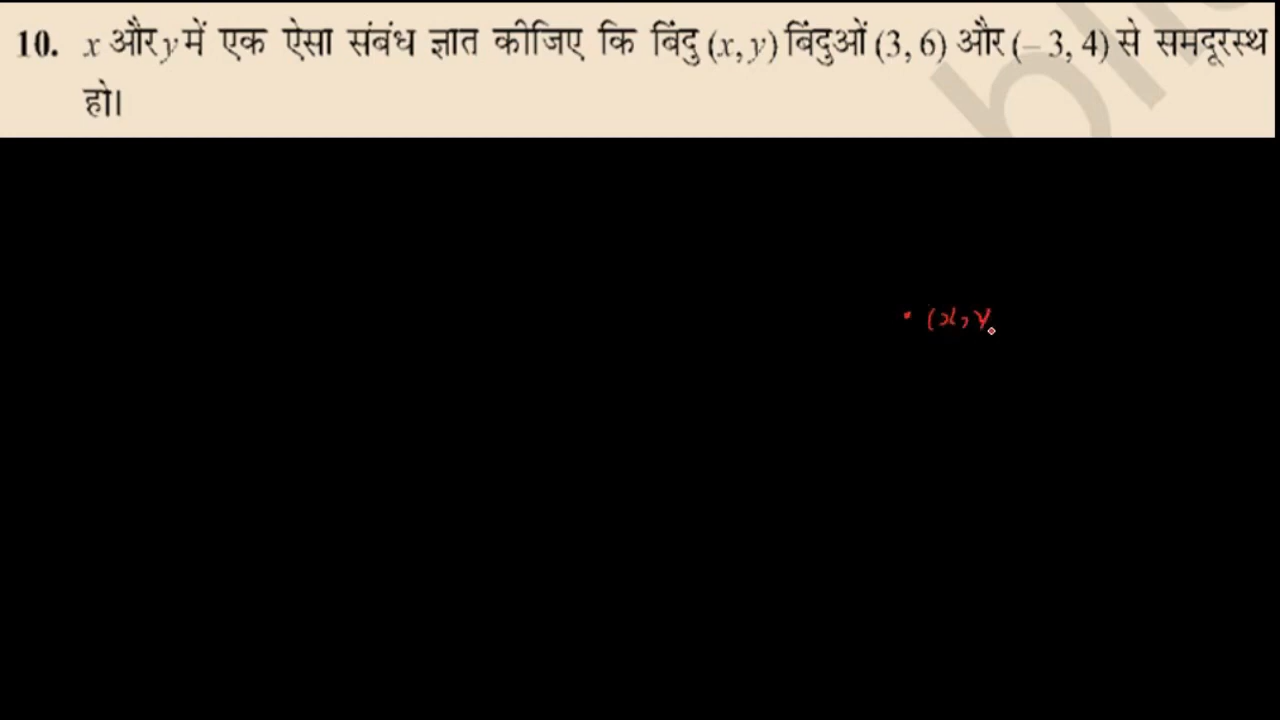 10. x और y में एक ऐसा संबंध ज्ञात कीजिए कि बिंदु (x, y) बिंदुओं (3, 6) और (– 3, 4) से समदूरस्थ
हो।
(x, y